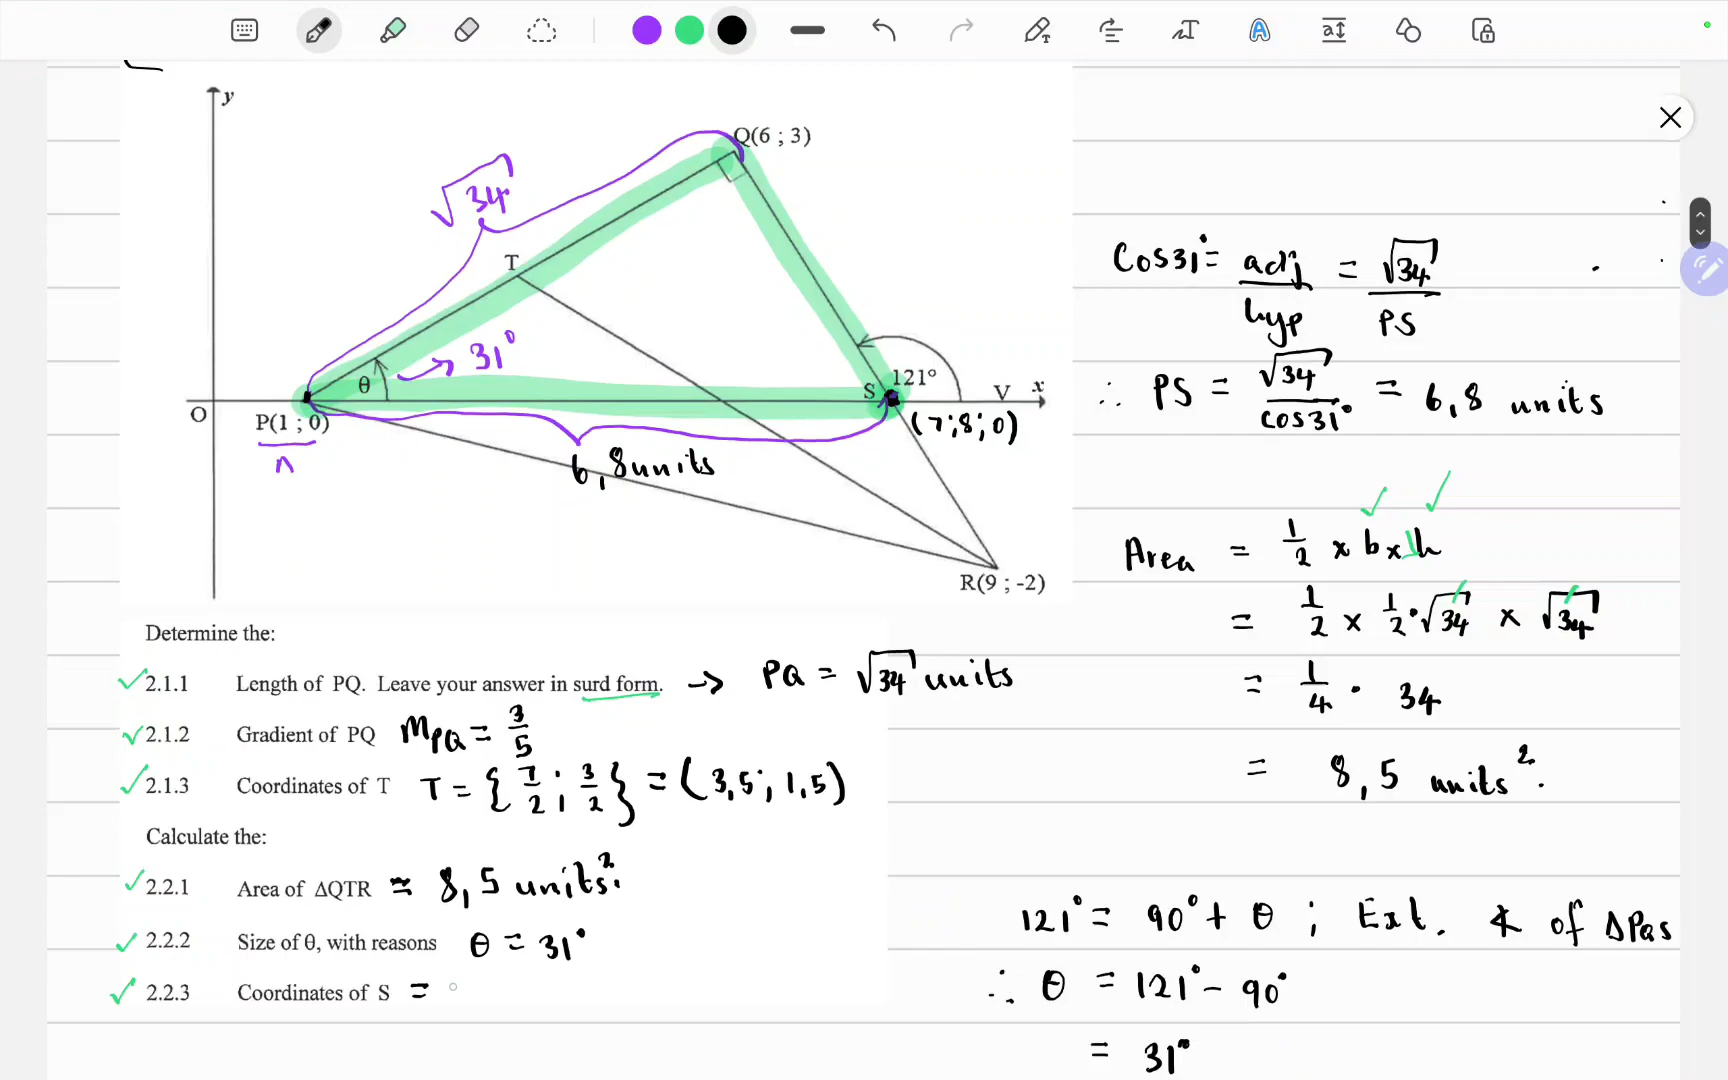 y
Q(6 ; 3)
√34
T
31°
θ
S
121°
V
x
O
P(1 ; 0)
n
(7;8;0)
6,8units
R(9 ; -2)
Cos31° = adj/hyp = √34/PS
∴ PS = √34/cos31° = 6,8 units
Area = 1/2 × b × h
= 1/2 × 1/2·√34 × √34
= 1/4 · 34
= 8,5 units².
Determine the:
2.1.1 Length of PQ. Leave your answer in surd form. → PQ = √34 units
2.1.2 Gradient of PQ mPQ = 3/5
2.1.3 Coordinates of T T = {7/2 ; 3/2} = (3,5; 1,5)
Calculate the:
2.2.1 Area of ΔQTR ≈ 8,5 units².
2.2.2 Size of θ, with reasons θ = 31°
2.2.3 Coordinates of S =
121° = 90° + θ ; Ext. ∡ of ΔPQS
∴ θ = 121° - 90°
= 31°